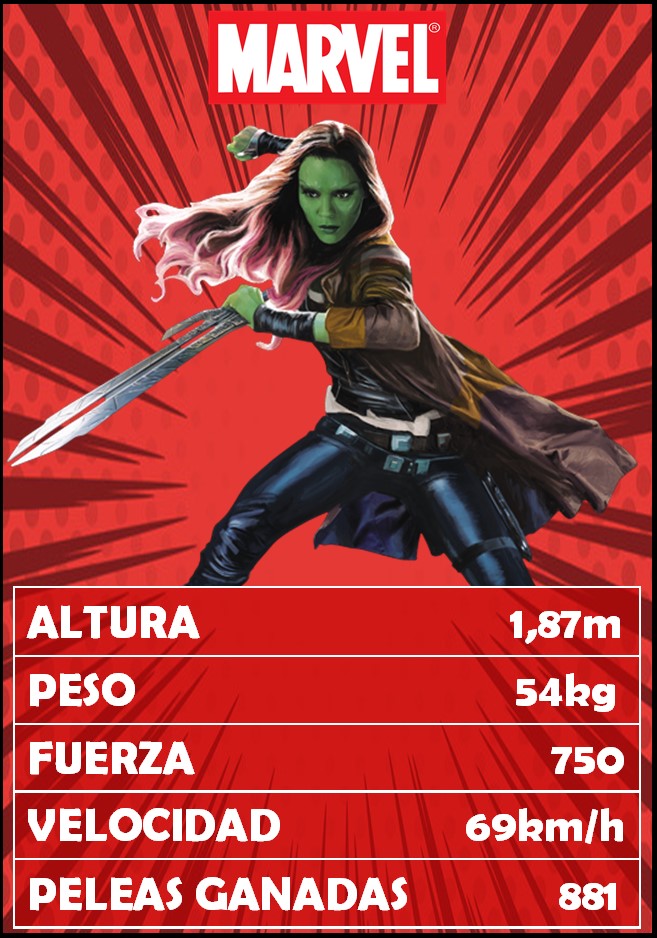 MARVEL®
ALTURA 1,87m
PESO 54kg
FUERZA 750
VELOCIDAD 69km/h
PELEAS GANADAS 881